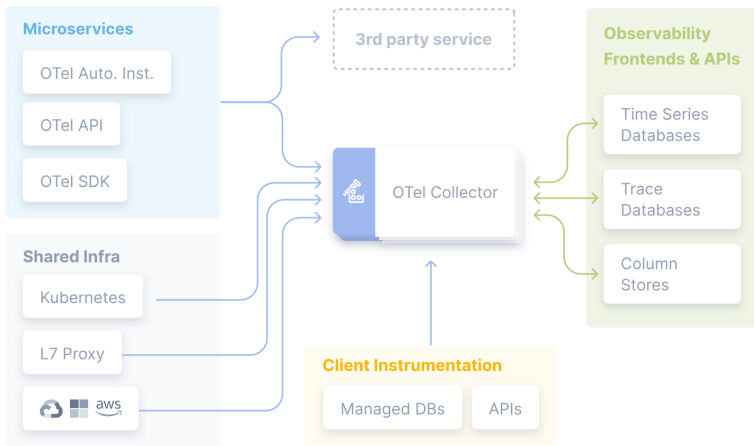 Microservices
OTel Auto. Inst.
OTel API
OTel SDK
Shared Infra
Kubernetes
L7 Proxy
aws
3rd party service
OTel Collector
Client Instrumentation
Managed DBs
APIs
Observability
Frontends & APIs
Time Series
Databases
Trace
Databases
Column
Stores